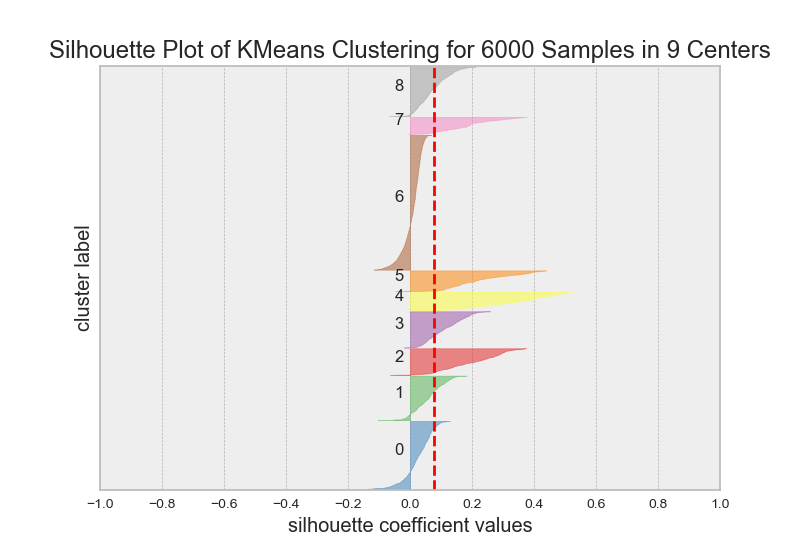 Silhouette Plot of KMeans Clustering for 6000 Samples in 9 Centers
8
7
6
5
4
3
2
1
0
cluster label
−1.0 −0.8 −0.6 −0.4 −0.2 0.0 0.2 0.4 0.6 0.8 1.0
silhouette coefficient values